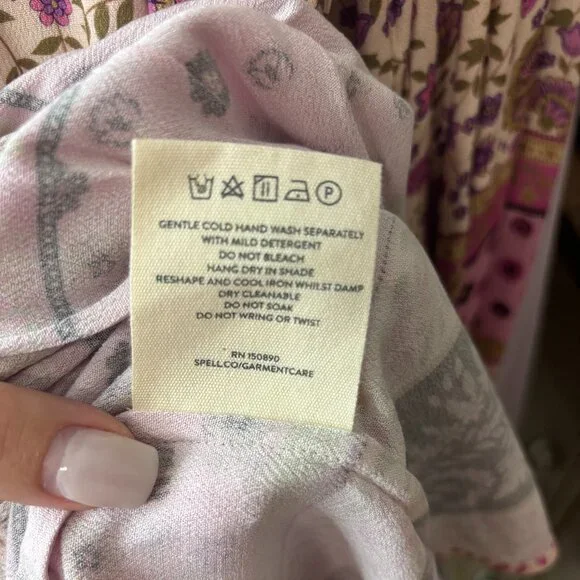 P
GENTLE COLD HAND WASH SEPARATELY
WITH MILD DETERGENT
DO NOT BLEACH
HANG DRY IN SHADE
RESHAPE AND COOL IRON WHILST DAMP
DRY CLEANABLE
DO NOT SOAK
DO NOT WRING OR TWIST
RN 150890
SPELL.CO/GARMENTCARE